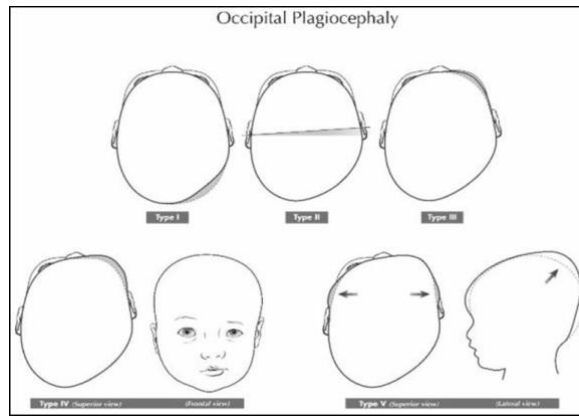 Occipital Plagiocephaly
Type I
Type II
Type III
Type IV (Superior view)
(Frontal view)
Type V (Superior view)
(Lateral view)